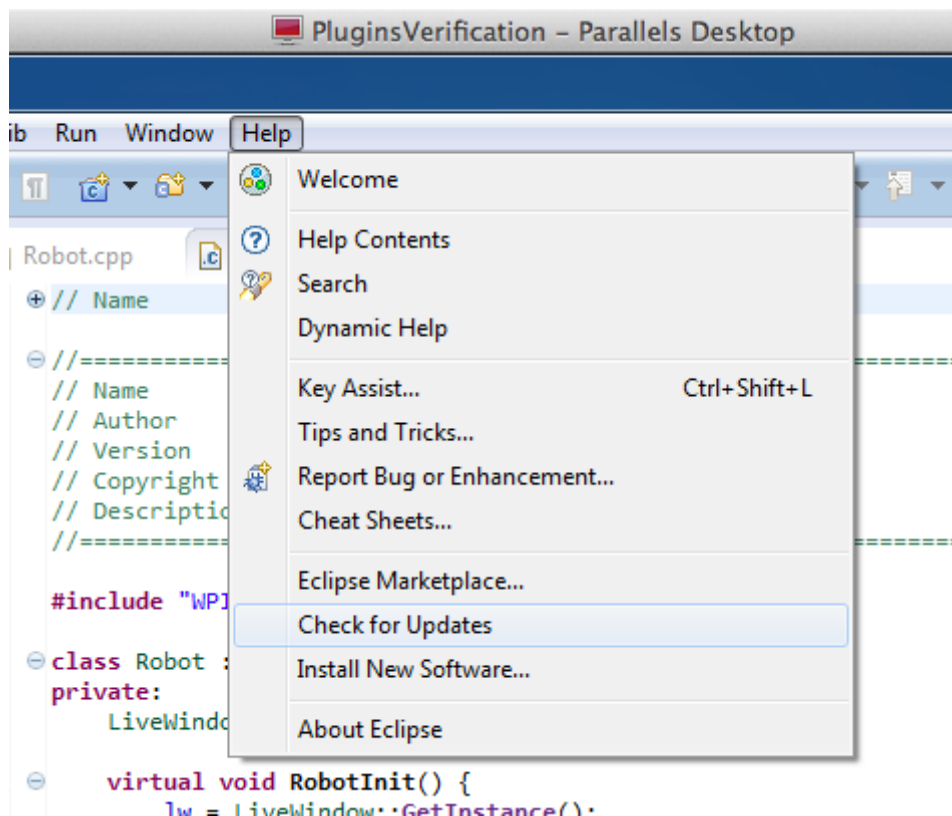 PluginsVerification – Parallels Desktop
ib Run Window Help
Welcome
Help Contents
Search
Dynamic Help
Key Assist... Ctrl+Shift+L
Tips and Tricks...
Report Bug or Enhancement...
Cheat Sheets...
Eclipse Marketplace...
Check for Updates
Install New Software...
About Eclipse
Robot.cpp .c
// Name
//===========
// Name
// Author
// Version
// Copyright
// Descriptio
//===========
#include "WPI
class Robot :
private:
LiveWindo
virtual void RobotInit() {
lw = LiveWindow::GetInstance();